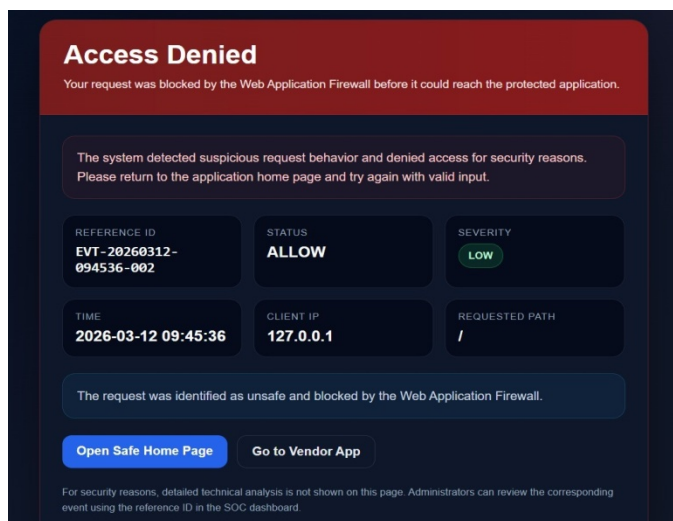 Access Denied
Your request was blocked by the Web Application Firewall before it could reach the protected application.
The system detected suspicious request behavior and denied access for security reasons.
Please return to the application home page and try again with valid input.
REFERENCE ID
EVT-20260312-
094536-002
STATUS
ALLOW
SEVERITY
LOW
TIME
2026-03-12 09:45:36
CLIENT IP
127.0.0.1
REQUESTED PATH
/
The request was identified as unsafe and blocked by the Web Application Firewall.
Open Safe Home Page
Go to Vendor App
For security reasons, detailed technical analysis is not shown on this page. Administrators can review the corresponding
event using the reference ID in the SOC dashboard.